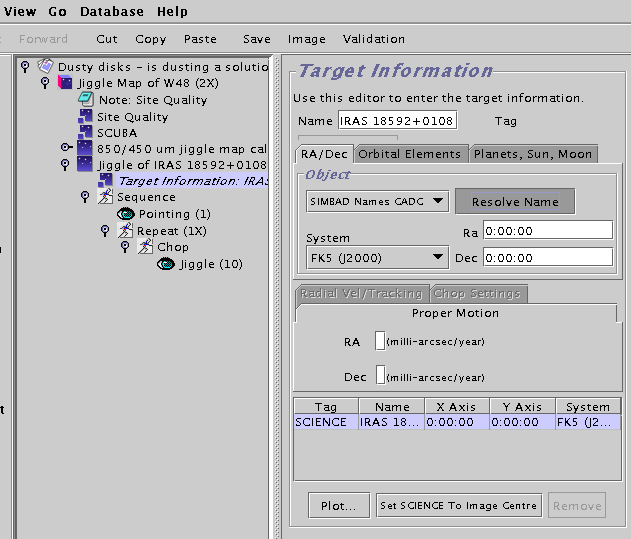 View Go Database Help
Forward Cut Copy Paste Save Image Validation
Dusty disks - is dusting a solutio
Jiggle Map of W48 (2X)
Note: Site Quality
Site Quality
SCUBA
850/450 um jiggle map cal
Jiggle of IRAS 18592+0108
Target Information: IRAS
Sequence
Pointing (1)
Repeat (1X)
Chop
Jiggle (10)
Target Information
Use this editor to enter the target information.
Name IRAS 18592+0108 Tag
RA/Dec Orbital Elements Planets, Sun, Moon
Object
SIMBAD Names CADC Resolve Name
System
Ra 0:00:00
FK5 (J2000) Dec 0:00:00
Radial Vel/Tracking Chop Settings
Proper Motion
RA (milli-arcsec/year)
Dec (milli-arcsec/year)
Tag Name X Axis Y Axis System
SCIENCE IRAS 18... 0:00:00 0:00:00 FK5 (J2...
Plot... Set SCIENCE To Image Centre Remove